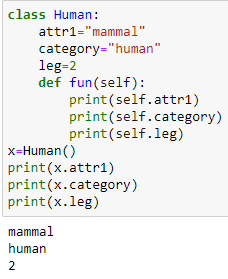 class Human:
    attr1="mammal"
    category="human"
    leg=2
    def fun(self):
        print(self.attr1)
        print(self.category)
        print(self.leg)
x=Human()
print(x.attr1)
print(x.category)
print(x.leg)
mammal
human
2